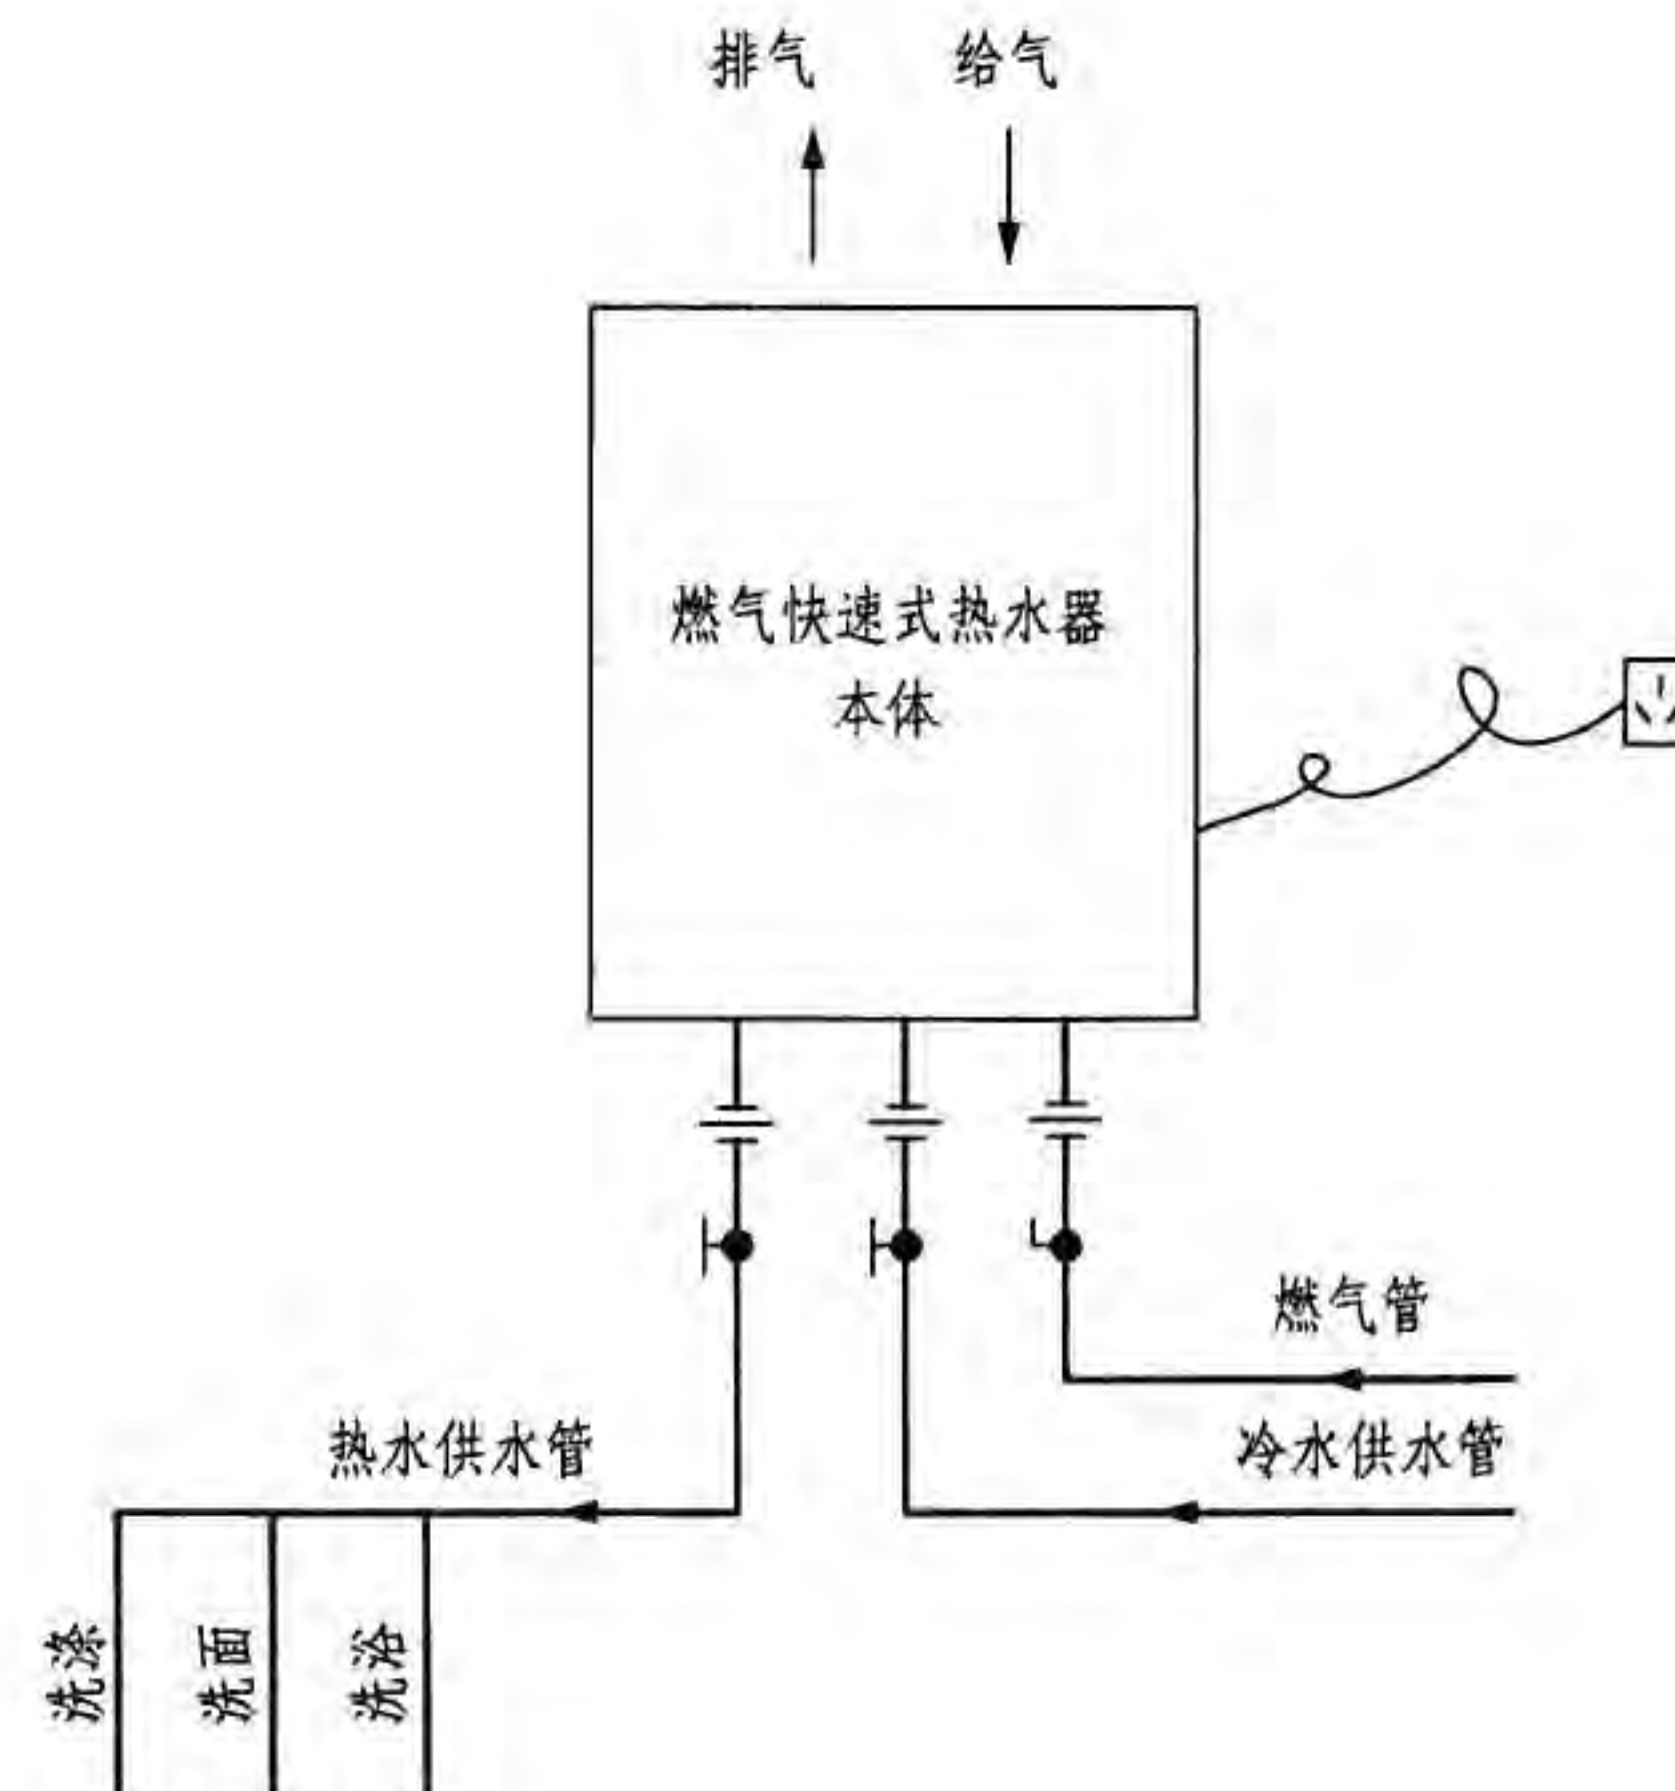 排气 给气
燃气快速式热水器
本体
燃气管
热水供水管
冷水供水管
洗涤
洗面
洗浴